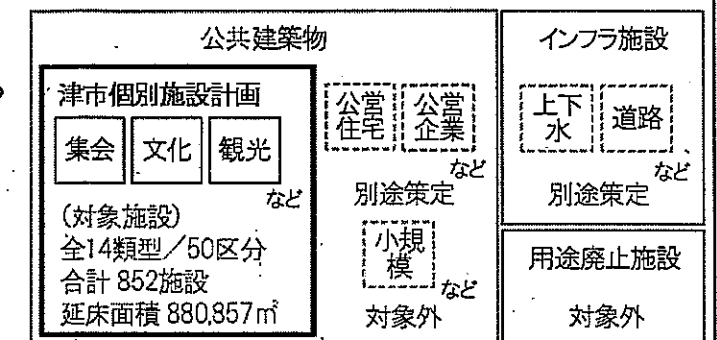 公共建築物
津市個別施設計画
集会
文化
観光
など
(対象施設)
全14類型/50区分
合計 852施設
延床面積 880,857㎡
公営
住宅
公営
企業
など
別途策定
小規
模
など
対象外
インフラ施設
上下
水
道路
など
別途策定
用途廃止施設
対象外